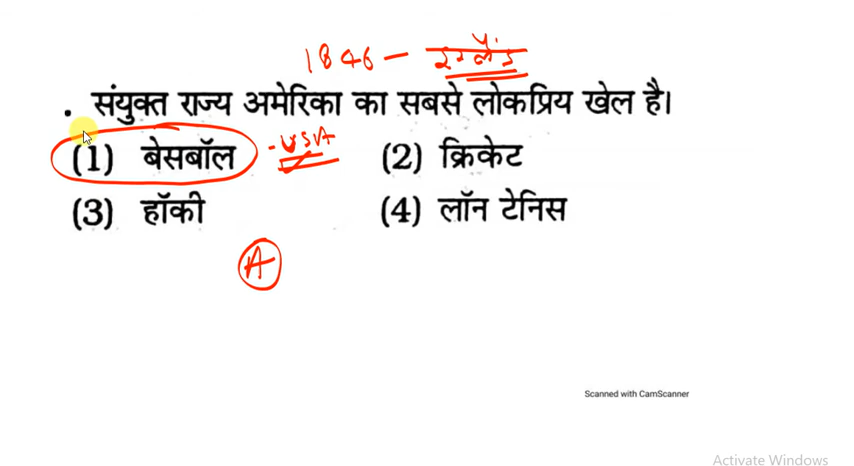 1846 - इंग्लैंड
. संयुक्त राज्य अमेरिका का सबसे लोकप्रिय खेल है।
(1) बेसबॉल - USA (2) क्रिकेट
(3) हॉकी (4) लॉन टेनिस
A
Scanned with CamScanner
Activate Windows